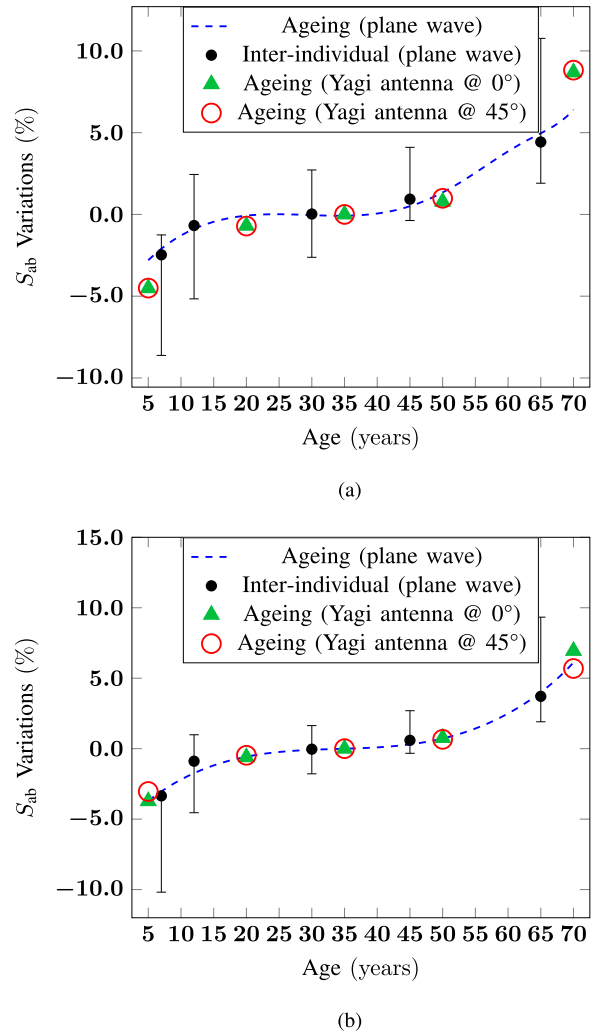 Ageing (plane wave)
Inter-individual (plane wave)
Ageing (Yagi antenna @ 0°)
Ageing (Yagi antenna @ 45°)
10.0
5.0
0.0
−5.0
−10.0
S_ab Variations (%)
5 10 15 20 25 30 35 40 45 50 55 60 65 70
Age (years)
(a)
Ageing (plane wave)
Inter-individual (plane wave)
Ageing (Yagi antenna @ 0°)
Ageing (Yagi antenna @ 45°)
15.0
10.0
5.0
0.0
−5.0
−10.0
S_ab Variations (%)
5 10 15 20 25 30 35 40 45 50 55 60 65 70
Age (years)
(b)